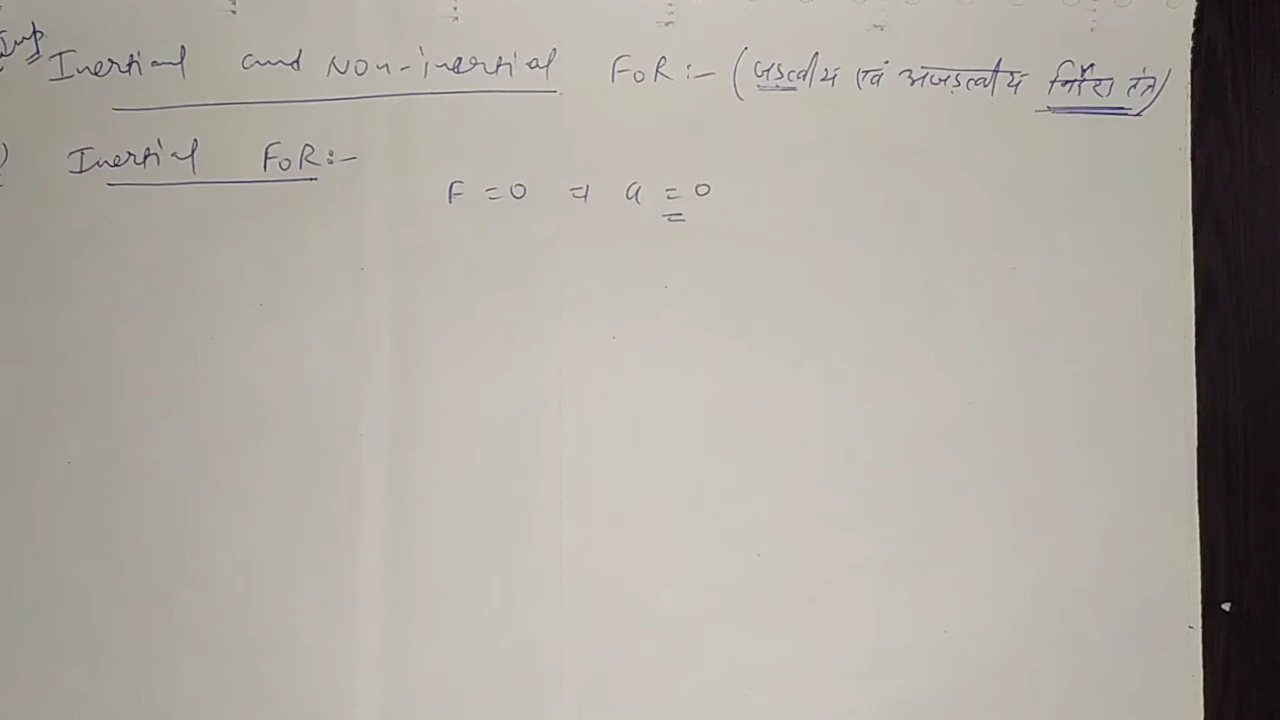 Imp Inertial and Non-inertial FoR:- (जड़त्वीय एवं अजड़त्वीय तंत्र)
Inertial FoR:-
F = 0 ⇒ a = 0